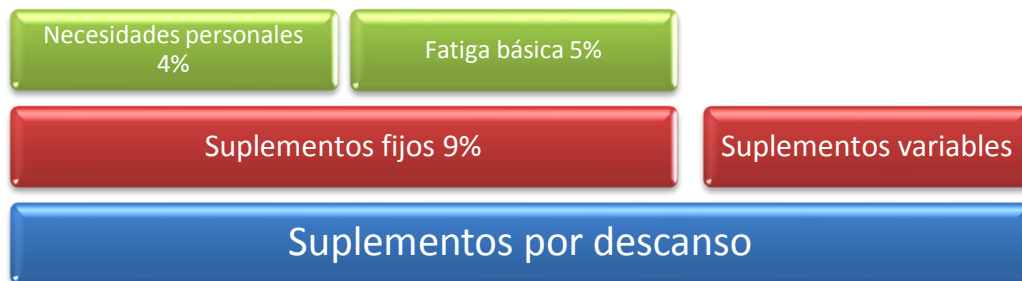 Necesidades personales
4%
Fatiga básica 5%
Suplementos fijos 9%
Suplementos variables
Suplementos por descanso